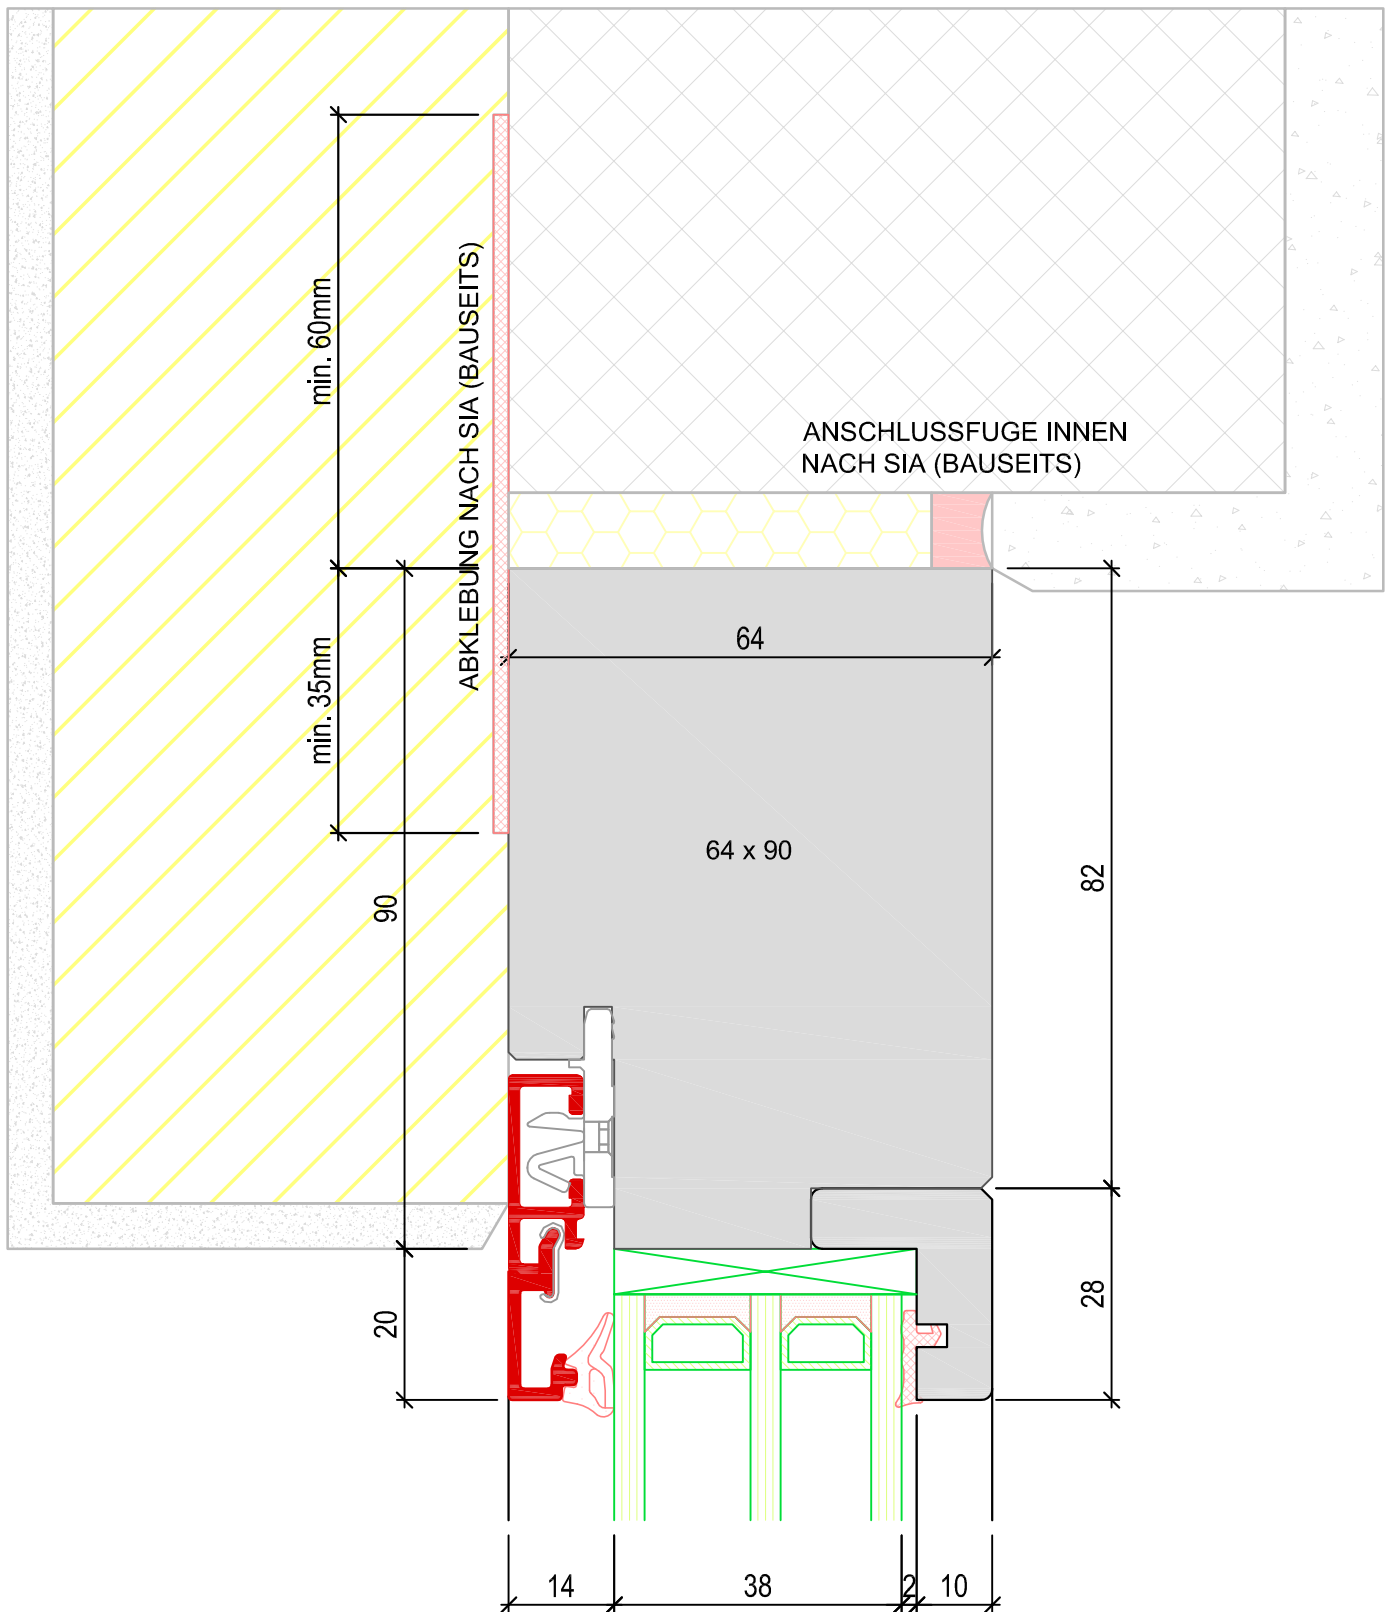 min. 60mm
ABKLEBUNG NACH SIA (BAUSEITS)
ANSCHLUSSFUGE INNEN
NACH SIA (BAUSEITS)
min. 35mm
64
64 x 90
90
82
20
28
14
38
2
10